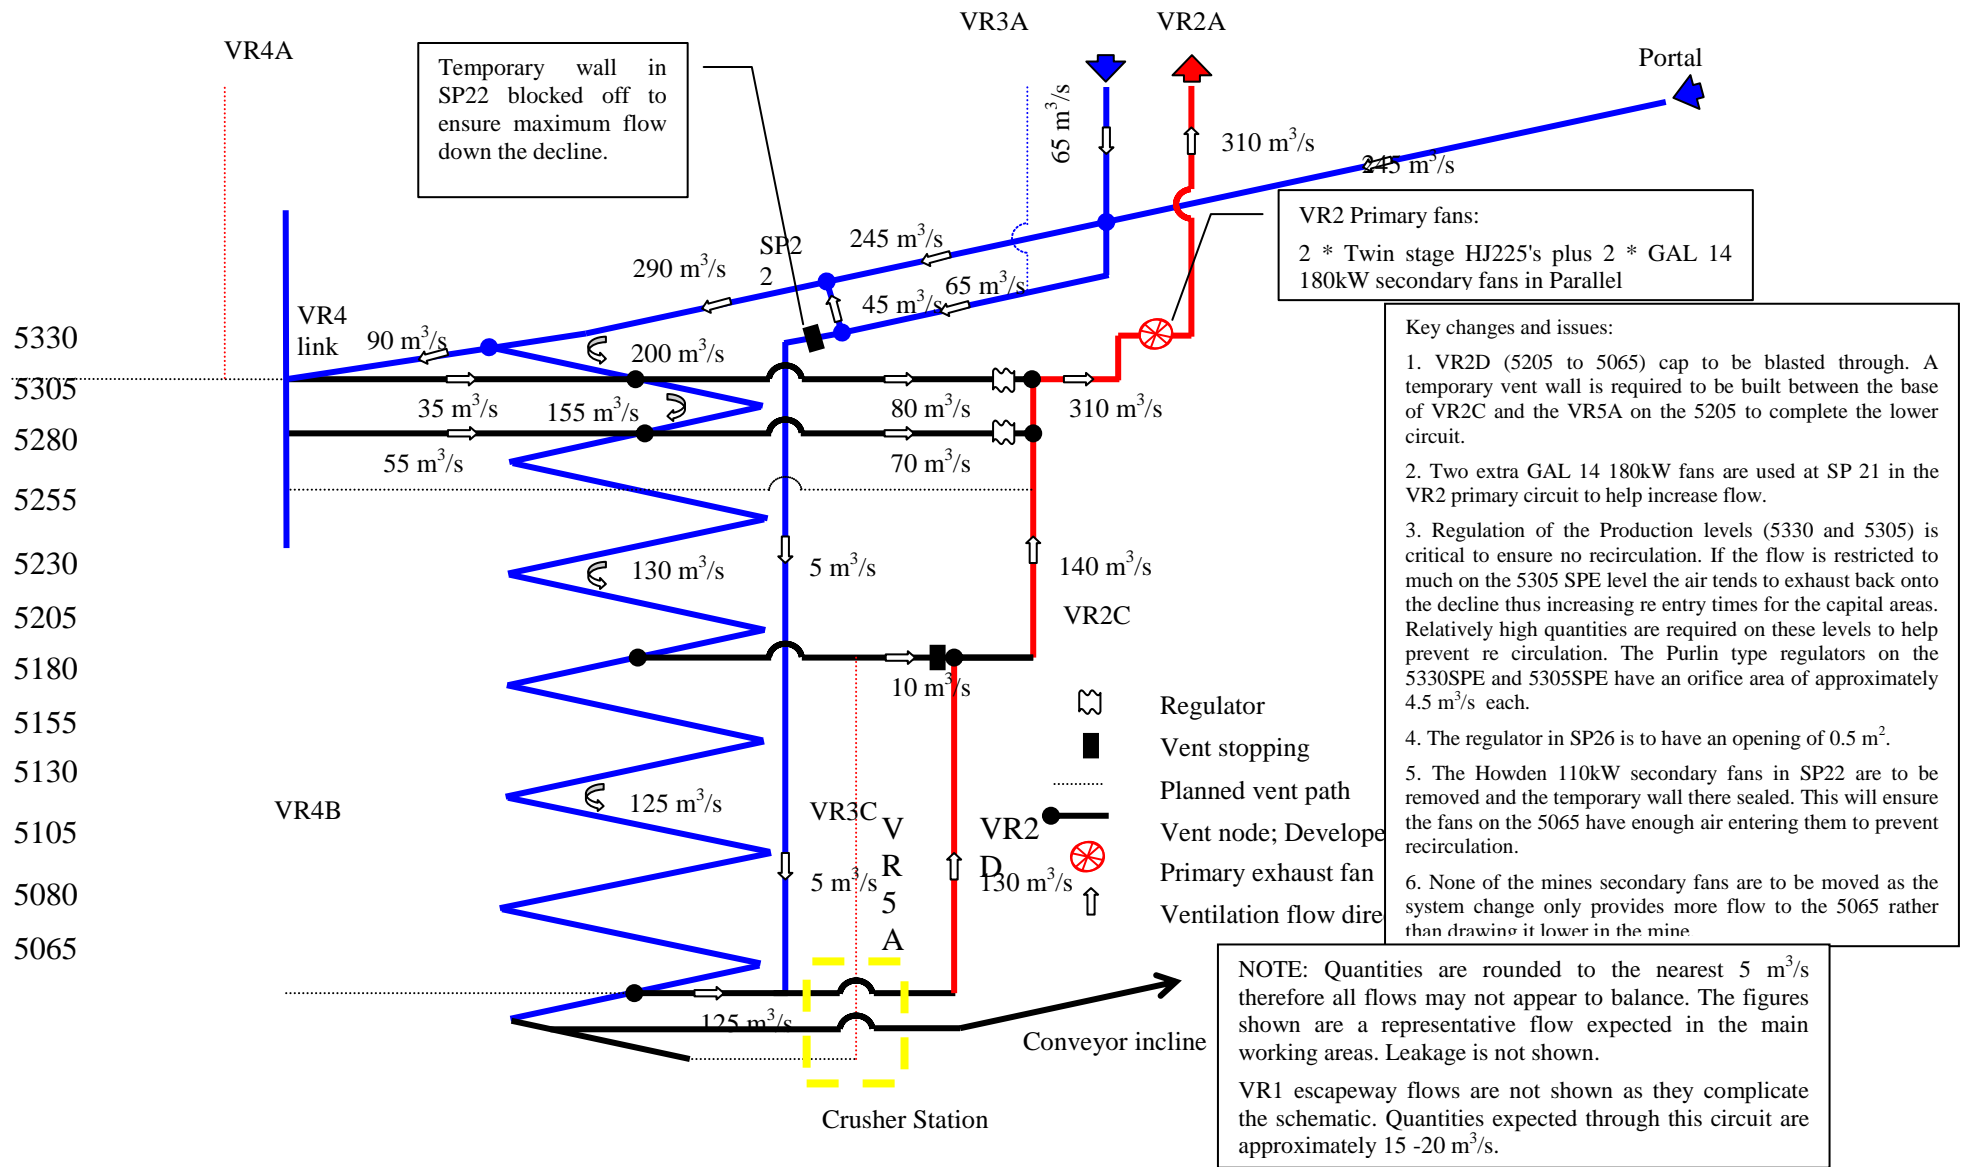 VR3A
VR2A
VR4A
Portal
Temporary wall in
SP22 blocked off to
ensure maximum flow
down the decline.
65 m³/s
310 m³/s
245 m³/s
VR2 Primary fans:
2 * Twin stage HJ225's plus 2 * GAL 14
180kW secondary fans in Parallel
SP2
2
245 m³/s
290 m³/s
65 m³/s
45 m³/s
VR4
link
90 m³/s
200 m³/s
5330
5305
35 m³/s
155 m³/s
80 m³/s
310 m³/s
5280
55 m³/s
70 m³/s
5255
5230
130 m³/s
5 m³/s
140 m³/s
5205
VR2C
5180
10 m³/s
5155
5130
VR4B
125 m³/s
VR3C
5105
V
R
5
A
VR2
D
5 m³/s
130 m³/s
5080
5065
125 m³/s
Conveyor incline
Crusher Station
Regulator
Vent stopping
Planned vent path
Vent node; Develope
Primary exhaust fan
Ventilation flow dire
Key changes and issues:
1. VR2D (5205 to 5065) cap to be blasted through. A
temporary vent wall is required to be built between the base
of VR2C and the VR5A on the 5205 to complete the lower
circuit.
2. Two extra GAL 14 180kW fans are used at SP 21 in the
VR2 primary circuit to help increase flow.
3. Regulation of the Production levels (5330 and 5305) is
critical to ensure no recirculation. If the flow is restricted to
much on the 5305 SPE level the air tends to exhaust back onto
the decline thus increasing re entry times for the capital areas.
Relatively high quantities are required on these levels to help
prevent re circulation. The Purlin type regulators on the
5330SPE and 5305SPE have an orifice area of approximately
4.5 m³/s each.
4. The regulator in SP26 is to have an opening of 0.5 m².
5. The Howden 110kW secondary fans in SP22 are to be
removed and the temporary wall there sealed. This will ensure
the fans on the 5065 have enough air entering them to prevent
recirculation.
6. None of the mines secondary fans are to be moved as the
system change only provides more flow to the 5065 rather
than drawing it lower in the mine
NOTE: Quantities are rounded to the nearest 5 m³/s
therefore all flows may not appear to balance. The figures
shown are a representative flow expected in the main
working areas. Leakage is not shown.
VR1 escapeway flows are not shown as they complicate
the schematic. Quantities expected through this circuit are
approximately 15 -20 m³/s.